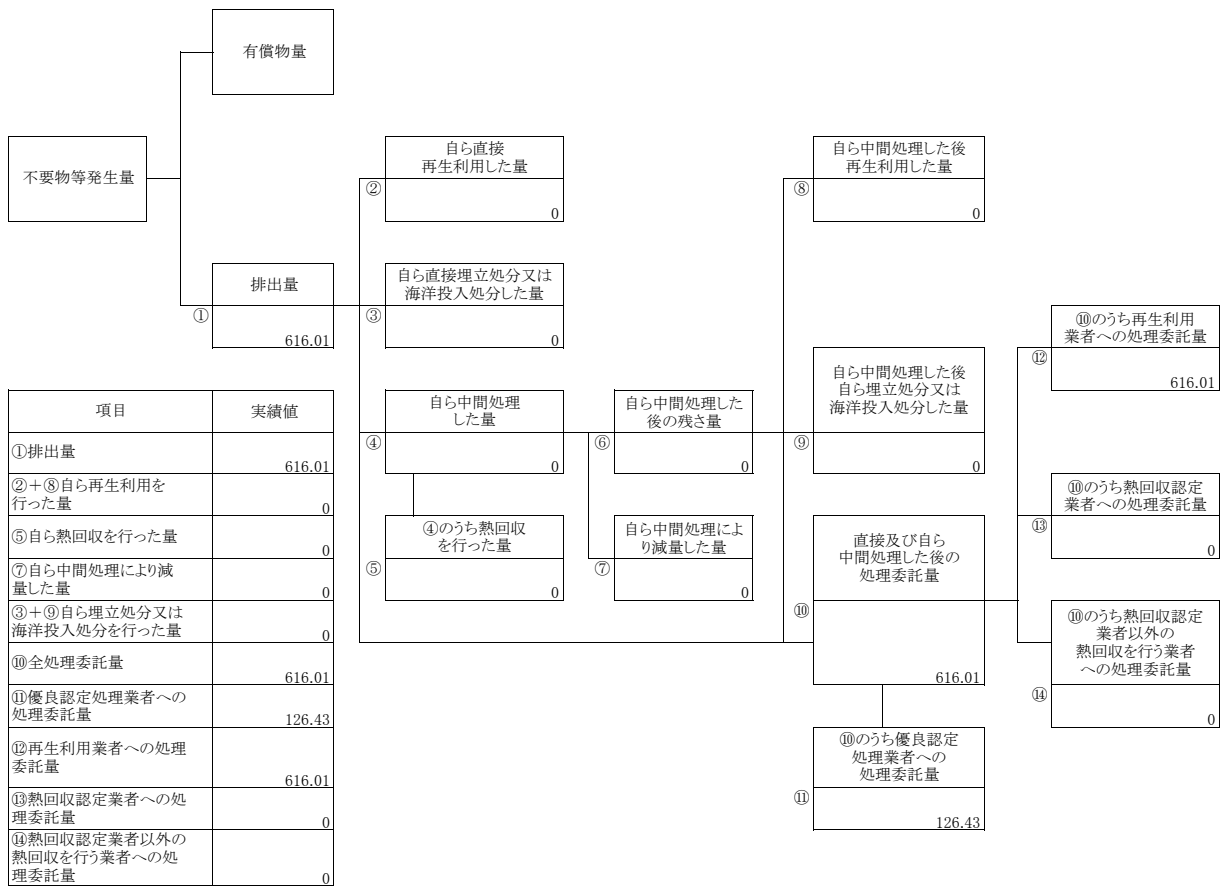 有償物量
不要物等発生量
排出量
①
616.01
自ら直接
再生利用した量
②
0
自ら直接埋立処分又は
海洋投入処分した量
③
0
自ら中間処理
した量
④
0
④のうち熱回収
を行った量
⑤
0
自ら中間処理した
後の残さ量
⑥
0
自ら中間処理によ
り減量した量
⑦
0
自ら中間処理した後
再生利用した量
⑧
0
自ら中間処理した後
自ら埋立処分又は
海洋投入処分した量
⑨
0
直接及び自ら
中間処理した後の
処理委託量
⑩
616.01
⑩のうち優良認定
処理業者への
処理委託量
⑪
126.43
⑩のうち再生利用
業者への処理委託量
⑫
616.01
⑩のうち熱回収認定
業者への処理委託量
⑬
0
⑩のうち熱回収認定
業者以外の
熱回収を行う業者
への処理委託量
⑭
0
項目 実績値
①排出量
616.01
②＋⑧自ら再生利用を
行った量
0
⑤自ら熱回収を行った量
0
⑦自ら中間処理により減
量した量
0
③＋⑨自ら埋立処分又は
海洋投入処分を行った量
0
⑩全処理委託量
616.01
⑪優良認定処理業者への
処理委託量
126.43
⑫再生利用業者への処理
委託量
616.01
⑬熱回収認定業者への処
理委託量
0
⑭熱回収認定業者以外の
熱回収を行う業者への処
理委託量
0